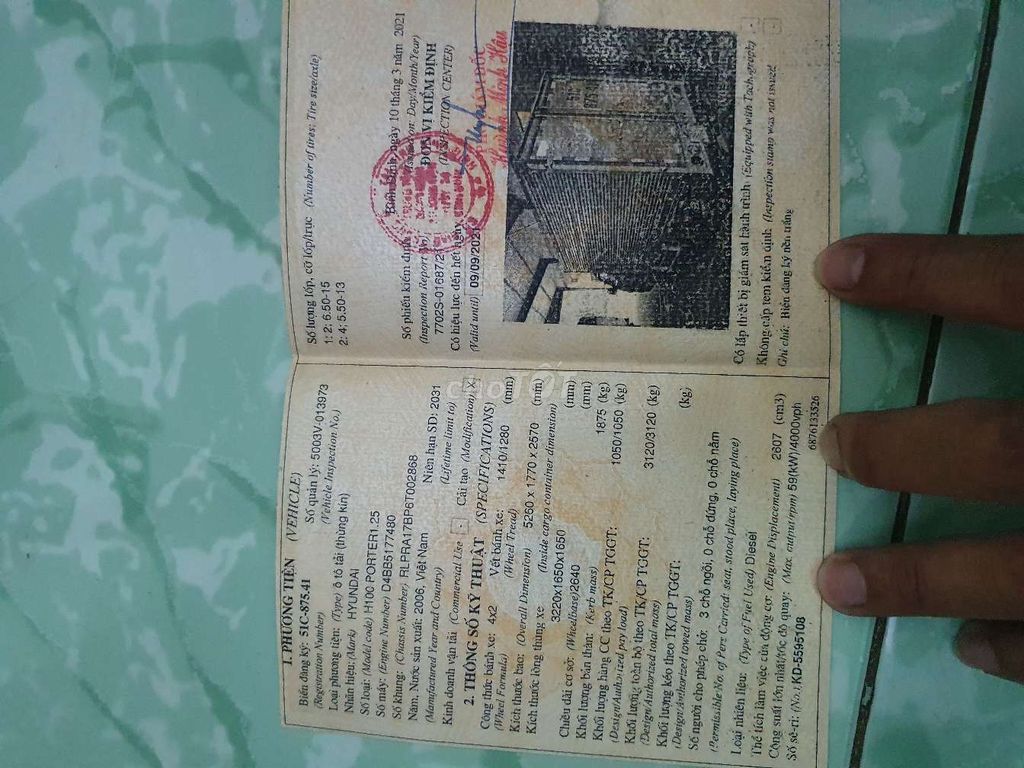 1. PHƯƠNG TIỆN (VEHICLE)
Biển đăng ký: 51C-875.41 Số quản lý: 5003V-013973
(Registration Number) (Vehicle Inspection No.)
Loại phương tiện: (Type) ô tô tải (thùng kín)
Nhãn hiệu: (Mark) HYUNDAI
Số loại: (Model code) H100 PORTER1.25
Số máy: (Engine Number) D4BB5177480
Số khung: (Chassis Number) RLPRA17BP6T002868
Năm, Nước sản xuất: 2006, Việt Nam Niên hạn SD: 2031
(Manufactured Year and Country) (Lifetime limit to)
Kinh doanh vận tải (Commercial Use) Cải tạo (Modification) X
2. THÔNG SỐ KỸ THUẬT (SPECIFICATIONS)
Công thức bánh xe: 4x2 Vết bánh xe: 1410/1280 (mm)
(Wheel Formula) (Wheel Tread)
Kích thước bao: (Overall Dimension) 5260 x 1770 x 2570 (mm)
Kích thước lòng thùng xe (Inside cargo container dimension)
3220x1650x1650 (mm)
Chiều dài cơ sở: (Wheelbase) 2640 (mm)
Khối lượng bản thân: (Kerb mass) 1875 (kg)
Khối lượng hàng CC theo TK/CP TGGT: 1050/1050 (kg)
(Design/Authorized pay load)
Khối lượng toàn bộ theo TK/CP TGGT: 3120/3120 (kg)
(Design/Authorized total mass)
Khối lượng kéo theo TK/CP TGGT: (kg)
(Design/Authorized towed mass)
Số người cho phép chở: 3 chỗ ngồi, 0 chỗ đứng, 0 chỗ nằm
(Permissible No. of Pers Carried: seat, stood place, laying place)
Loại nhiên liệu: (Type of Fuel Used) Diesel
Thể tích làm việc của động cơ: (Engine Displacement) 2607 (cm3)
Công suất lớn nhất/tốc độ quay: (Max. output/rpm) 59(kW)/4000vph
Số sê-ri: (No.) KD-5595108 6876133526
Số lượng lốp, cỡ lốp/trục (Number of tires; Tire size/axle)
1: 2; 6.50-15
2: 4; 5.50-13
Bình Định, ngày 10 tháng 3 năm 2021
Day/Month/Year)
Số phiếu kiểm định ĐƠN VỊ KIỂM ĐỊNH
(Inspection Report No) (INSPECTION CENTER)
7702S-01687/2
Có hiệu lực đến hết ngày
(Valid until) 09/09/2021
GIÁM ĐỐC
Huỳnh Minh Hậu
Có lắp thiết bị giám sát hành trình (Equipped with Tachograph)
Không cấp tem kiểm định (Inspection stamp was not issued)
Ghi chú: Biển đăng ký nền trắng
choTỐT